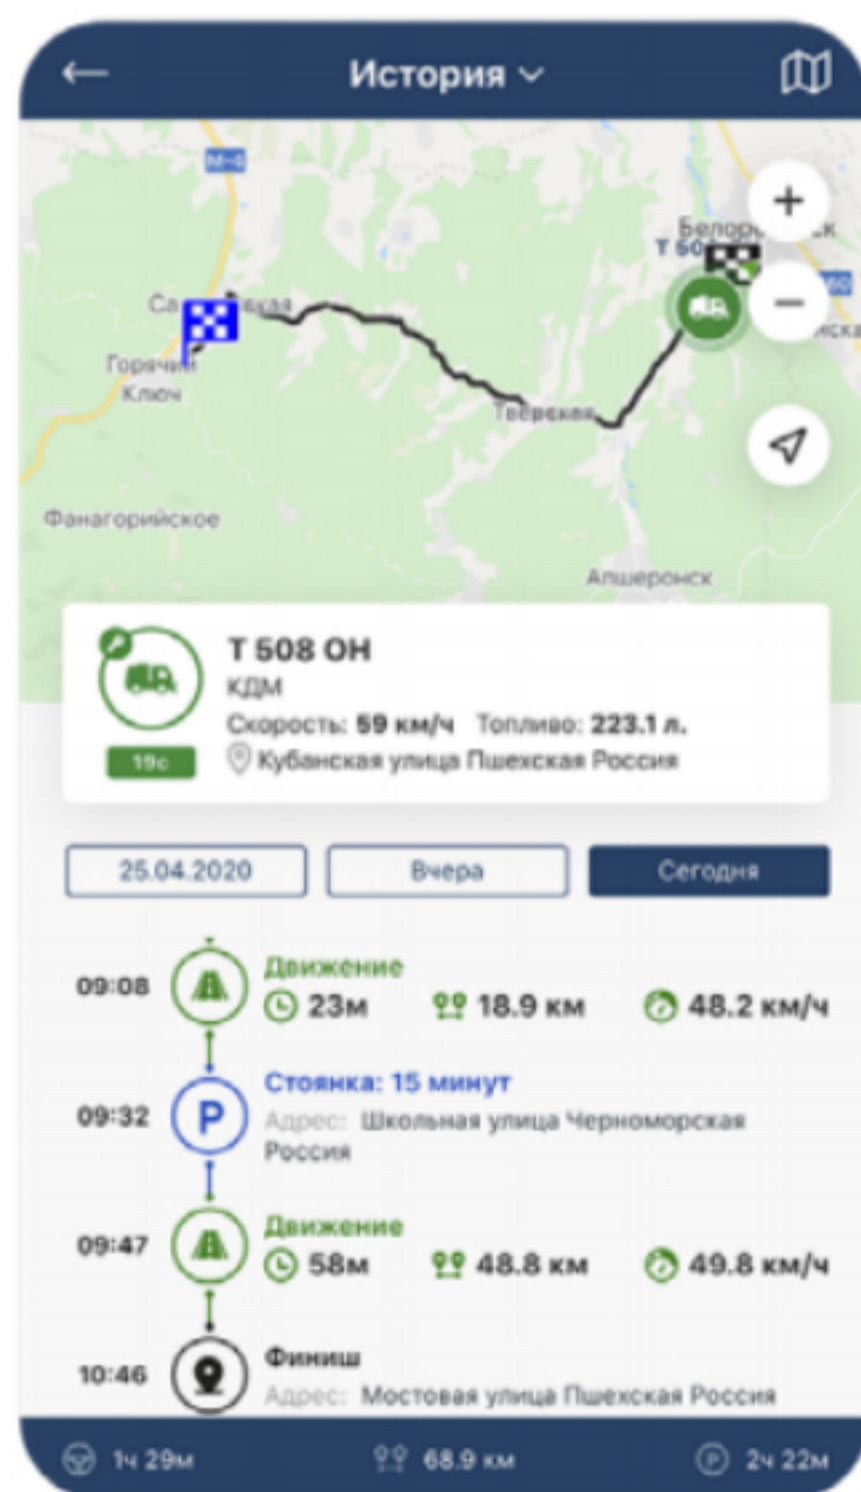 История
М-4
Горячий
Ключ
Тверская
Фанагорийское
Апшеронск
Т 508 ОН
КДМ
Скорость: 59 км/ч Топливо: 223.1 л.
19с
Кубанская улица Пшехская Россия
25.04.2020 Вчера Сегодня
Движение
09:08 23м 18.9 км 48.2 км/ч
Стоянка: 15 минут
09:32 P Адрес: Школьная улица Черноморская
Россия
Движение
09:47 58м 48.8 км 49.8 км/ч
Финиш
10:46 Адрес: Мостовая улица Пшехская Россия
1ч 29м 68.9 км P 2ч 22м